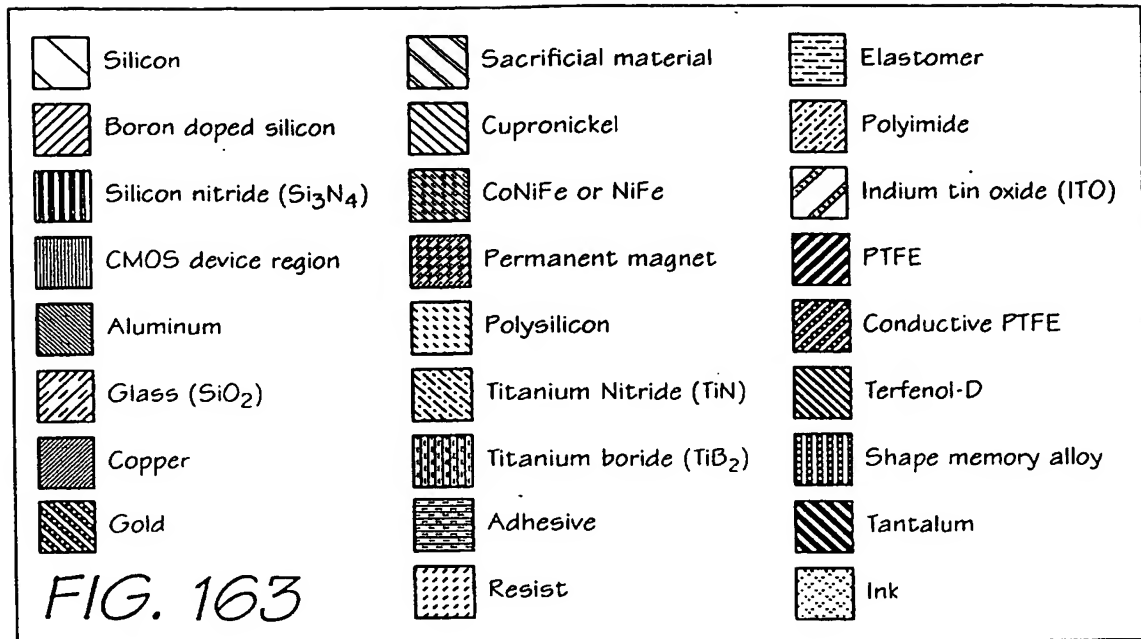 Silicon
Boron doped silicon
Silicon nitride (Si₃N₄)
CMOS device region
Aluminum
Glass (SiO₂)
Copper
Gold
FIG. 163
Sacrificial material
Cupronickel
CoNiFe or NiFe
Permanent magnet
Polysilicon
Titanium Nitride (TiN)
Titanium boride (TiB₂)
Adhesive
Resist
Elastomer
Polyimide
Indium tin oxide (ITO)
PTFE
Conductive PTFE
Terfenol-D
Shape memory alloy
Tantalum
Ink